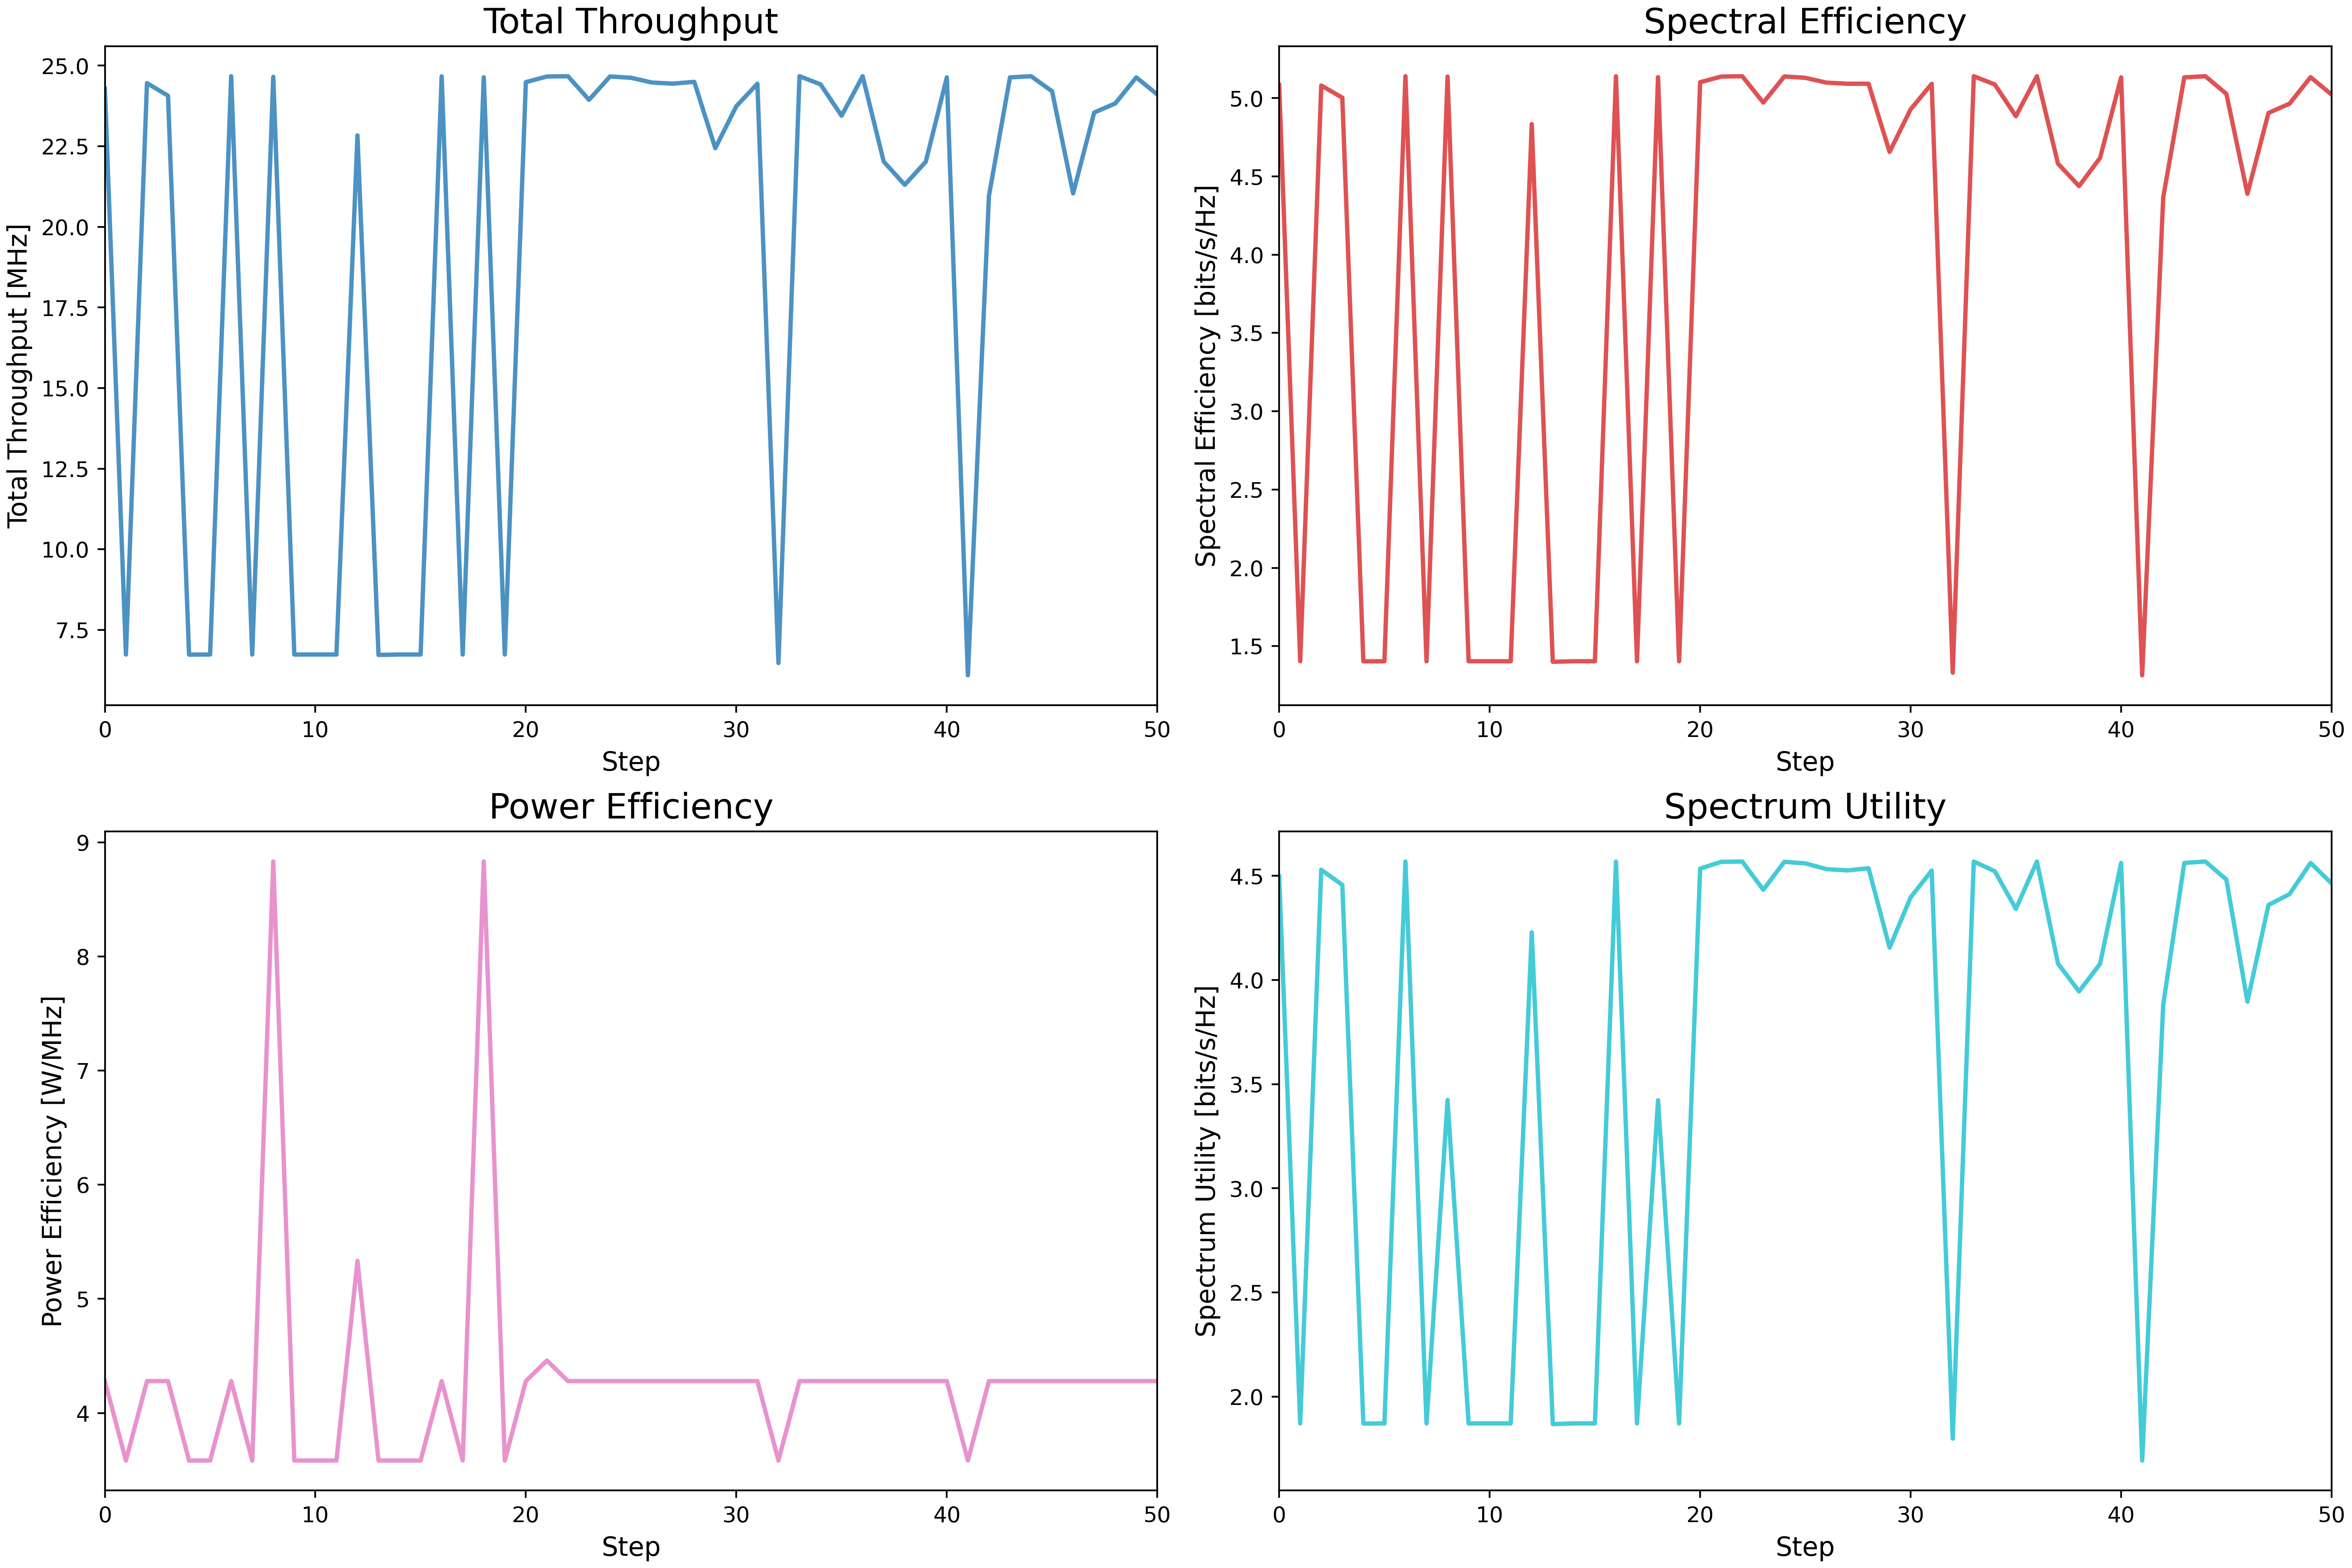 Total Throughput
Total Throughput [MHz]
25.0
22.5
20.0
17.5
15.0
12.5
10.0
7.5
0 10 20 30 40 50
Step
Spectral Efficiency
Spectral Efficiency [bits/s/Hz]
5.0
4.5
4.0
3.5
3.0
2.5
2.0
1.5
0 10 20 30 40 50
Step
Power Efficiency
Power Efficiency [W/MHz]
9
8
7
6
5
4
0 10 20 30 40 50
Step
Spectrum Utility
Spectrum Utility [bits/s/Hz]
4.5
4.0
3.5
3.0
2.5
2.0
0 10 20 30 40 50
Step